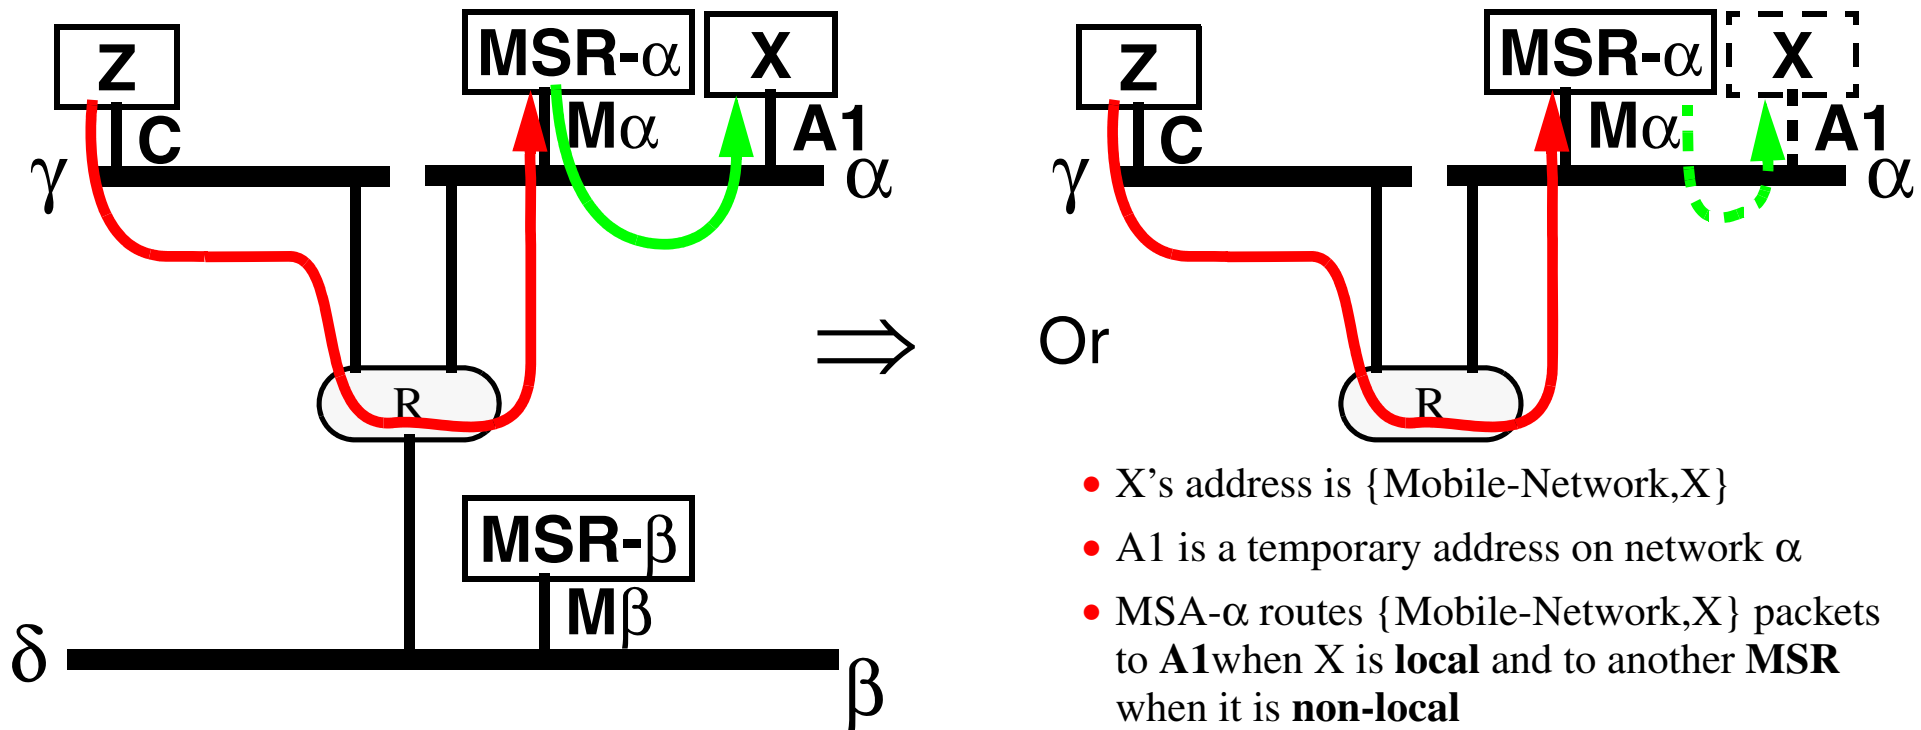 Z
C
γ
MSR-α
X
Mα
A1
α
R
MSR-β
Mβ
δ
β
⇒
Or
Z
C
γ
MSR-α
X
Mα
A1
α
R
• X’s address is {Mobile-Network,X}
• A1 is a temporary address on network α
• MSA-α routes {Mobile-Network,X} packets
to A1when X is local and to another MSR
when it is non-local